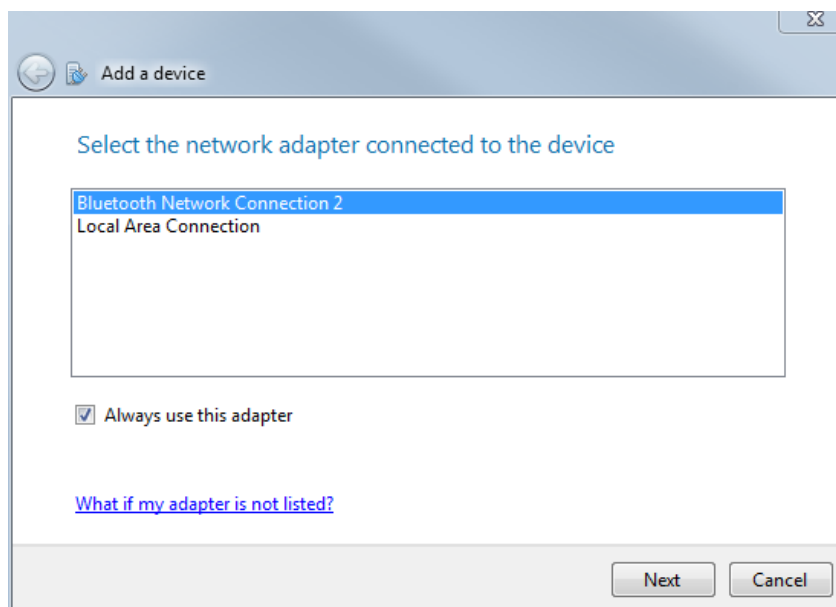 Add a device
Select the network adapter connected to the device
Bluetooth Network Connection 2
Local Area Connection
Always use this adapter
What if my adapter is not listed?
Next
Cancel